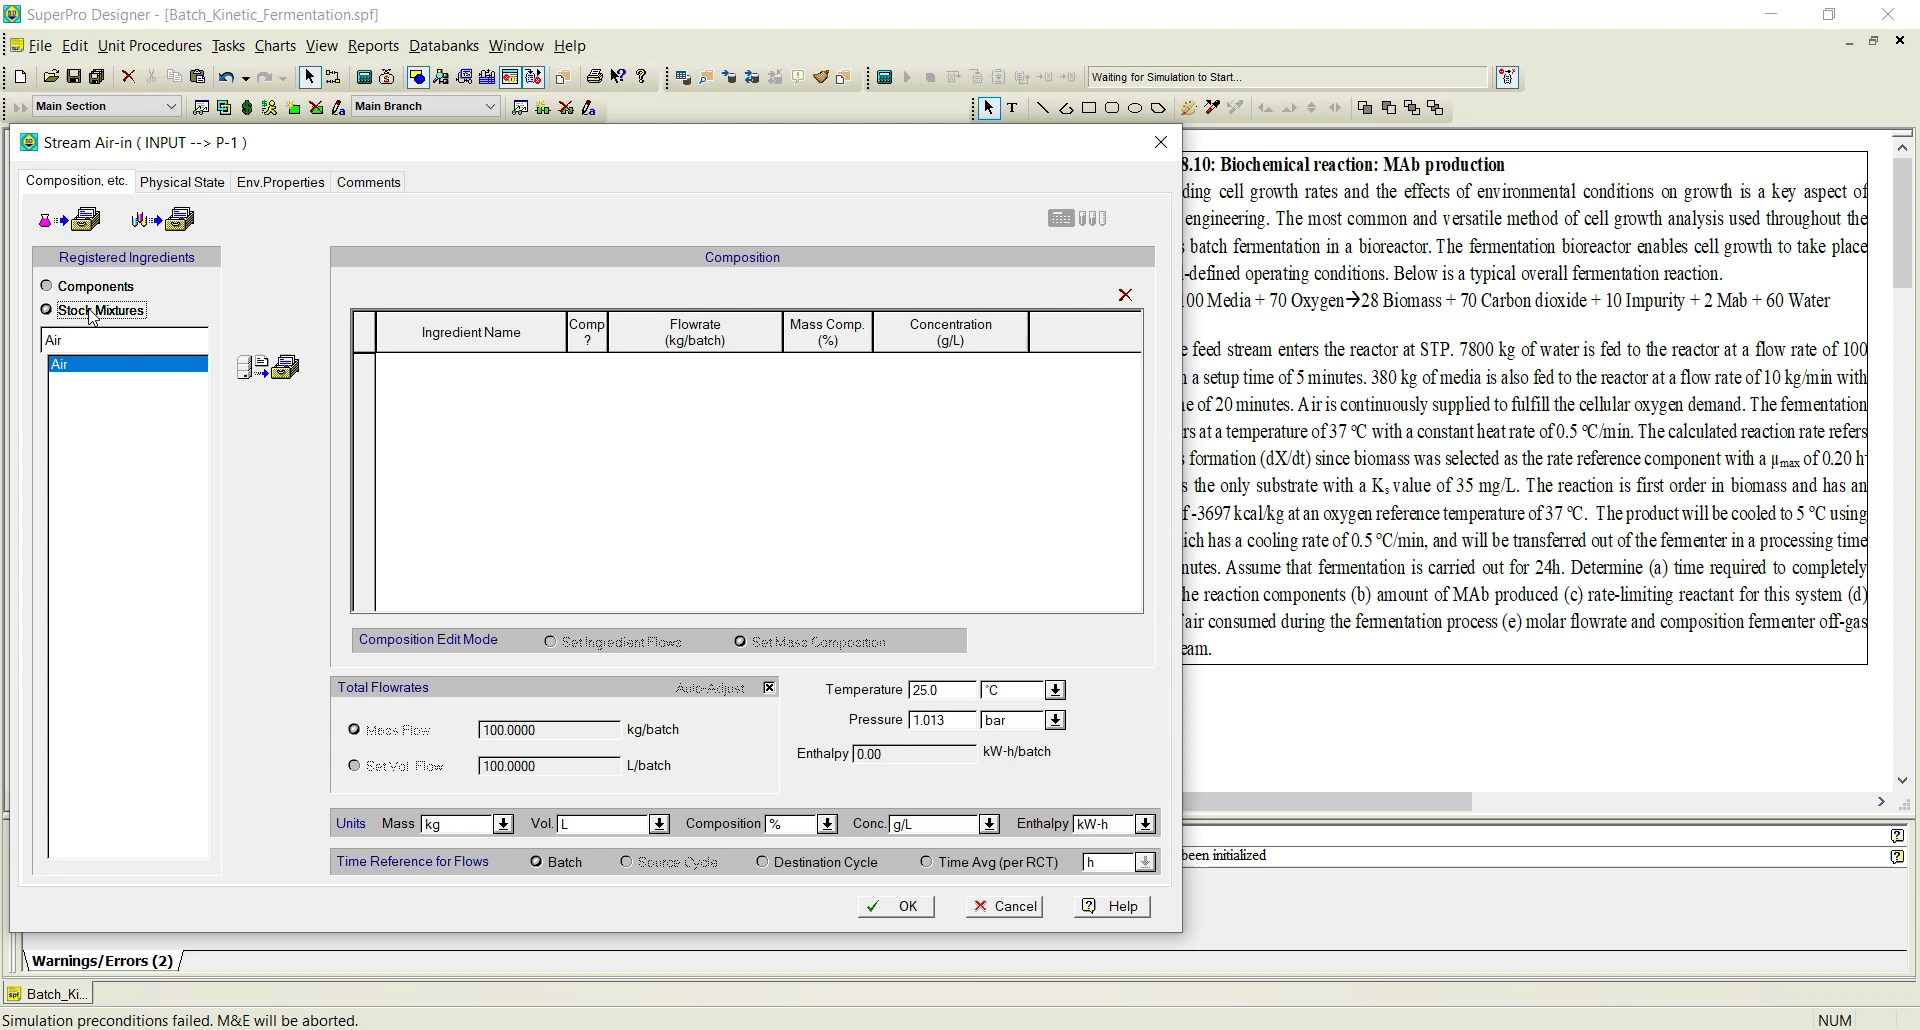 SuperPro Designer - [Batch_Kinetic_Fermentation.spf]
File Edit Unit Procedures Tasks Charts View Reports Databanks Window Help
Waiting for Simulation to Start...
Main Section
Main Branch
Stream Air-in ( INPUT --> P-1 )
Composition, etc. Physical State Env.Properties Comments
Registered Ingredients
Components
Stock Mixtures
Air
Air
Composition
Ingredient Name
Comp ?
Flowrate (kg/batch)
Mass Comp. (%)
Concentration (g/L)
Composition Edit Mode Set Ingredient Flows Set Mass Composition
Total Flowrates Auto-Adjust
Mass Flow 100.0000 kg/batch
Set Vol. Flow 100.0000 L/batch
Temperature 25.0 °C
Pressure 1.013 bar
Enthalpy 0.00 kW-h/batch
Units Mass kg Vol. L Composition % Conc. g/L Enthalpy kW-h
Time Reference for Flows Batch Source Cycle Destination Cycle Time Avg (per RCT) h
OK Cancel Help
8.10: Biochemical reaction: MAb production
ding cell growth rates and the effects of environmental conditions on growth is a key aspect of
engineering. The most common and versatile method of cell growth analysis used throughout the
batch fermentation in a bioreactor. The fermentation bioreactor enables cell growth to take place
-defined operating conditions. Below is a typical overall fermentation reaction.
00 Media + 70 Oxygen→28 Biomass + 70 Carbon dioxide + 10 Impurity + 2 Mab + 60 Water
e feed stream enters the reactor at STP. 7800 kg of water is fed to the reactor at a flow rate of 100
a setup time of 5 minutes. 380 kg of media is also fed to the reactor at a flow rate of 10 kg/min with
e of 20 minutes. Air is continuously supplied to fulfill the cellular oxygen demand. The fermentation
rs at a temperature of 37 °C with a constant heat rate of 0.5 °C/min. The calculated reaction rate refers
formation (dX/dt) since biomass was selected as the rate reference component with a μmax of 0.20 h-
s the only substrate with a Ks value of 35 mg/L. The reaction is first order in biomass and has an
f -3697 kcal/kg at an oxygen reference temperature of 37 °C. The product will be cooled to 5 °C using
ich has a cooling rate of 0.5 °C/min, and will be transferred out of the fermenter in a processing time
nutes. Assume that fermentation is carried out for 24h. Determine (a) time required to completely
he reaction components (b) amount of MAb produced (c) rate-limiting reactant for this system (d)
air consumed during the fermentation process (e) molar flowrate and composition fermenter off-gas
eam.
been initialized
Warnings/Errors (2)
Batch_Ki...
Simulation preconditions failed. M&E will be aborted.
NUM